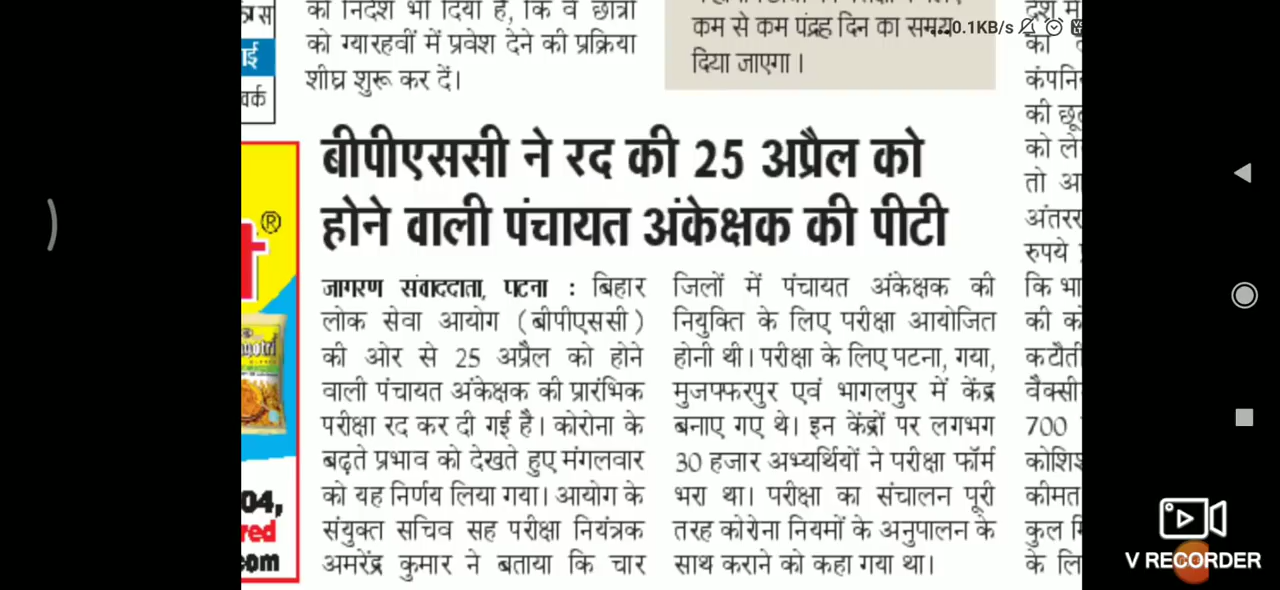 को निर्देश भी दिया है, कि वे छात्रों
को ग्यारहवीं में प्रवेश देने की प्रक्रिया
शीघ्र शुरू कर दें।
कम से कम पंद्रह दिन का समय
दिया जाएगा।
...0.1KB/s
बीपीएससी ने रद की 25 अप्रैल को
होने वाली पंचायत अंकेक्षक की पीटी
जागरण संवाददाता, पटना : बिहार
लोक सेवा आयोग (बीपीएससी)
की ओर से 25 अप्रैल को होने
वाली पंचायत अंकेक्षक की प्रारंभिक
परीक्षा रद कर दी गई है। कोरोना के
बढ़ते प्रभाव को देखते हुए मंगलवार
को यह निर्णय लिया गया। आयोग के
संयुक्त सचिव सह परीक्षा नियंत्रक
अमरेंद्र कुमार ने बताया कि चार
जिलों में पंचायत अंकेक्षक की
नियुक्ति के लिए परीक्षा आयोजित
होनी थी। परीक्षा के लिए पटना, गया,
मुजफ्फरपुर एवं भागलपुर में केंद्र
बनाए गए थे। इन केंद्रों पर लगभग
30 हजार अभ्यर्थियों ने परीक्षा फॉर्म
भरा था। परीक्षा का संचालन पूरी
तरह कोरोना नियमों के अनुपालन के
साथ कराने को कहा गया था।
देश में
की छू
को ले
तो आ
अंतरर
रुपये
कि भा
की क
कटौती
वैक्सी
700
कोशिश
कीमत
कुल
के लि
04,
red
om
V RECORDER